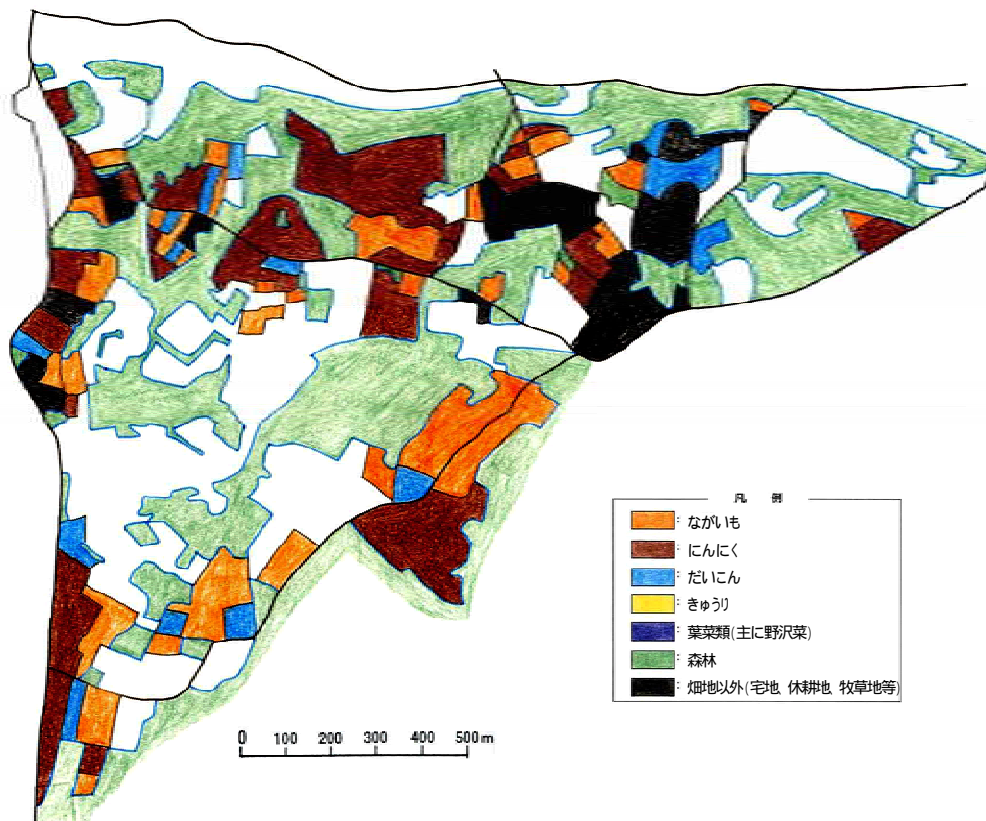 凡 例
: ながいも
: にんにく
: だいこん
: きゅうり
: 葉菜類(主に野沢菜)
: 森林
: 畑地以外(宅地、休耕地、牧草地等)
0 100 200 300 400 500m